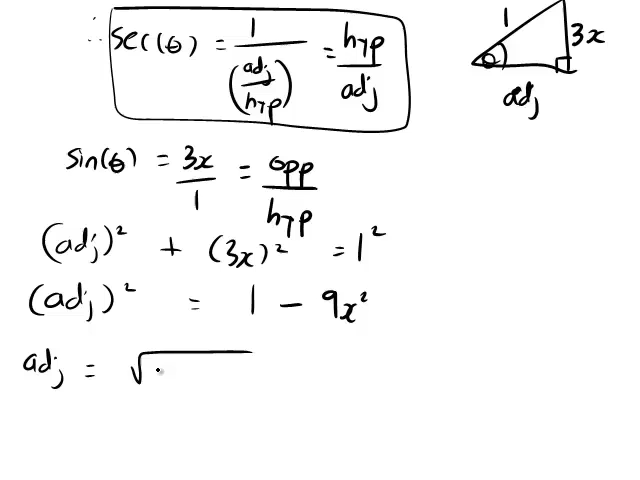 ∴ sec(θ) = 1/(adj/hyp) = hyp/adj
1
3x
θ
adj
sin(θ) = 3x/1 = opp/hyp
(adj)² + (3x)² = 1²
(adj)² = 1 - 9x²
adj = √